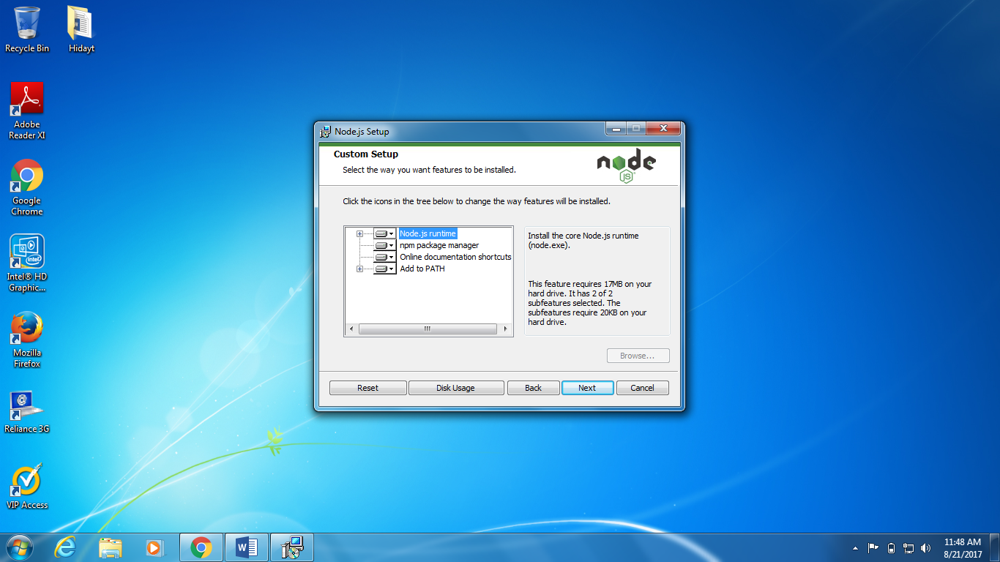 Recycle Bin
Hidayt
Adobe
Reader XI
Google
Chrome
intel
Intel® HD
Graphic...
Mozilla
Firefox
Reliance 3G
VIP Access
Node.js Setup
Custom Setup
Select the way you want features to be installed.
node
JS
Click the icons in the tree below to change the way features will be installed.
Node.js runtime
npm package manager
Online documentation shortcuts
Add to PATH
Install the core Node.js runtime
(node.exe).
This feature requires 17MB on your
hard drive. It has 2 of 2
subfeatures selected. The
subfeatures require 20KB on your
hard drive.
Browse...
Reset
Disk Usage
Back
Next
Cancel
W
11:48 AM
8/21/2017